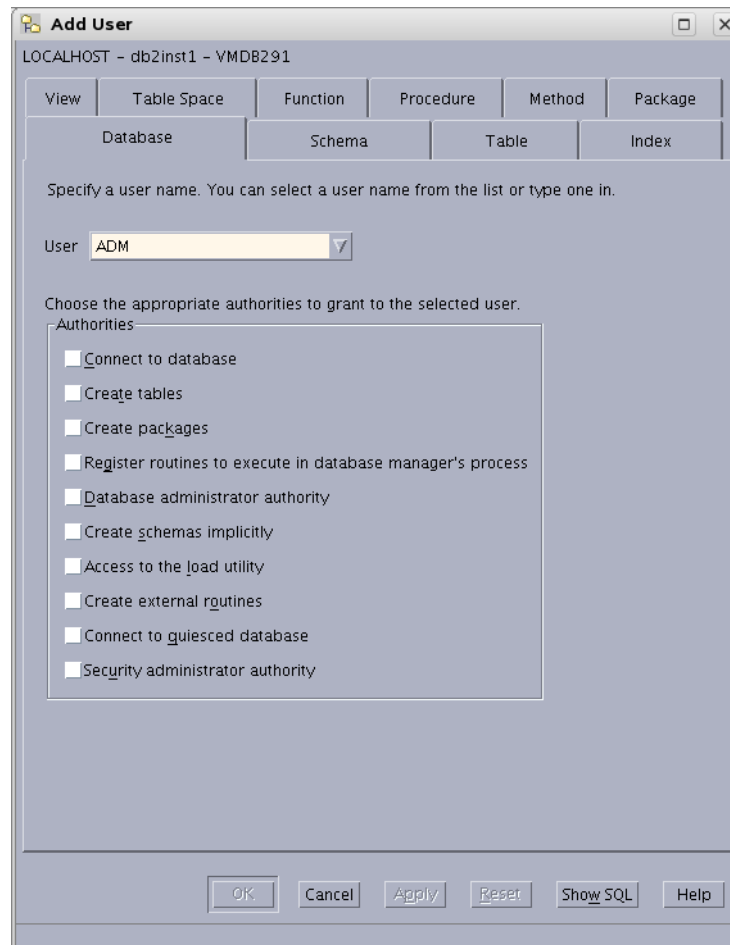 Add User
LOCALHOST - db2inst1 - VMDB291
View Table Space Function Procedure Method Package
Database Schema Table Index
Specify a user name. You can select a user name from the list or type one in.
User ADM
Choose the appropriate authorities to grant to the selected user.
Authorities
Connect to database
Create tables
Create packages
Register routines to execute in database manager's process
Database administrator authority
Create schemas implicitly
Access to the load utility
Create external routines
Connect to quiesced database
Security administrator authority
OK Cancel Apply Reset Show SQL Help